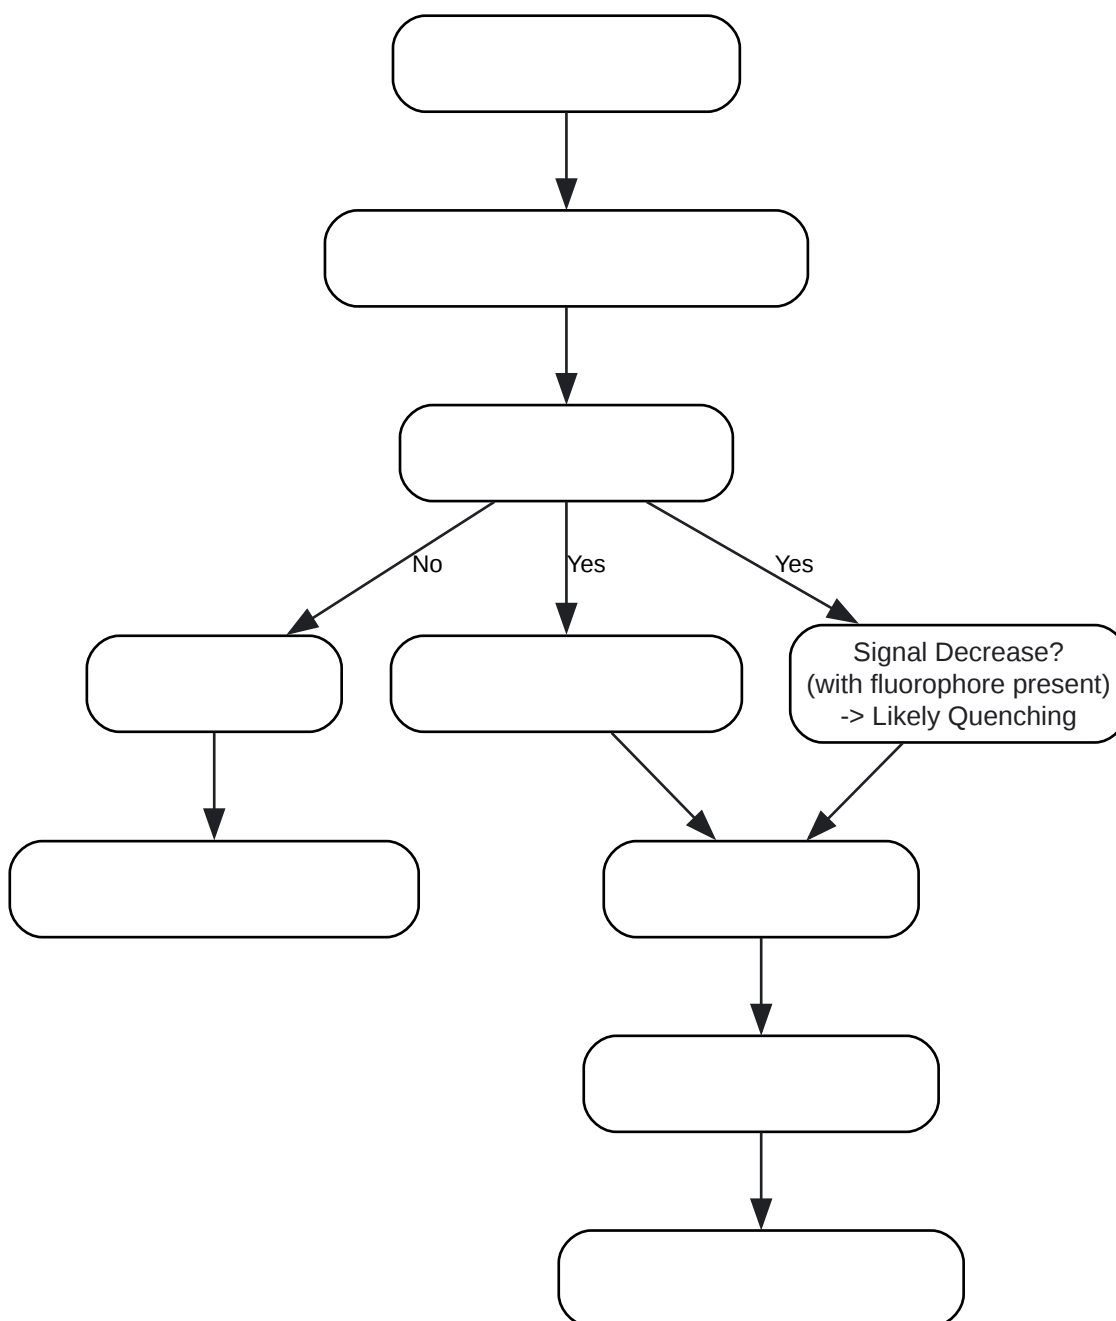 No
Yes
Yes
Signal Decrease?
(with fluorophore present)
-> Likely Quenching